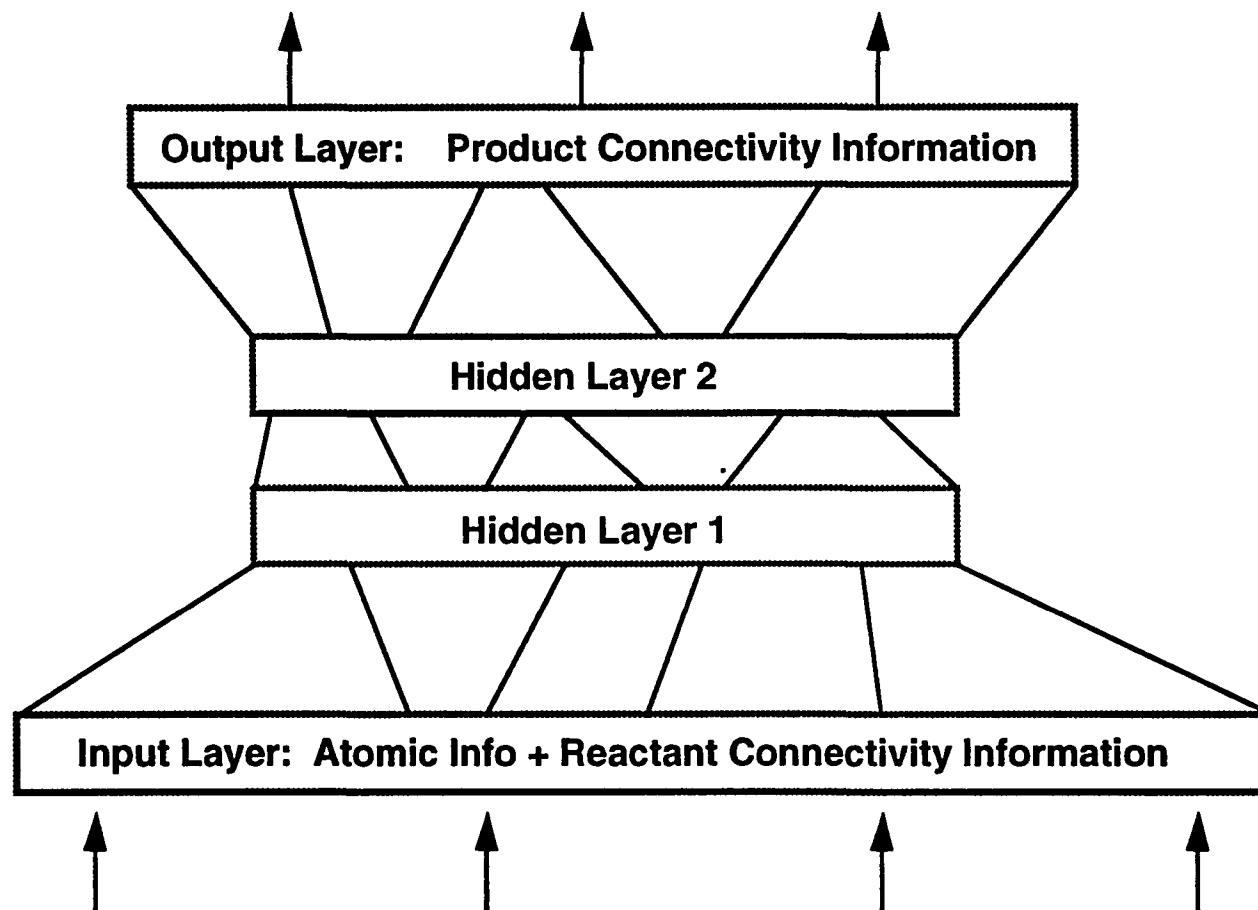 Output Layer: Product Connectivity Information
Hidden Layer 2
Hidden Layer 1
Input Layer: Atomic Info + Reactant Connectivity Information